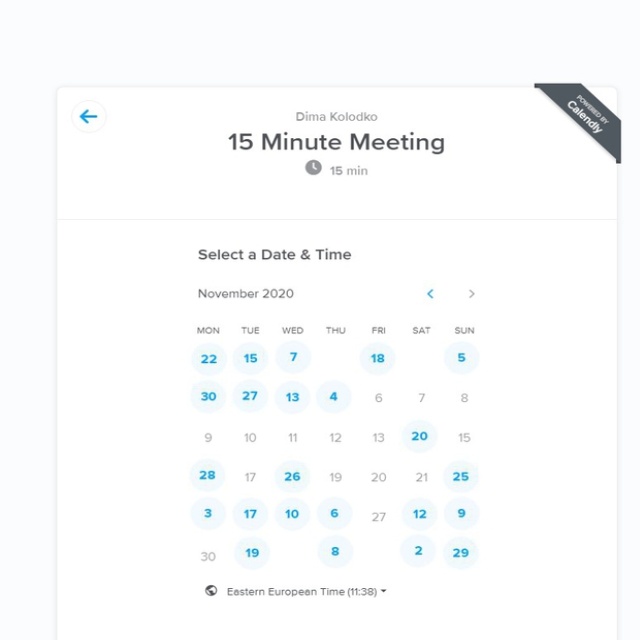 POWERED BY
Calendly
Dima Kolodko
15 Minute Meeting
15 min
Select a Date & Time
November 2020
MON TUE WED THU FRI SAT SUN
22 15 7 18 5
30 27 13 4 6 7 8
9 10 11 12 13 20 15
28 17 26 19 20 21 25
3 17 10 6 27 12 9
30 19 8 2 29
Eastern European Time (11:38)